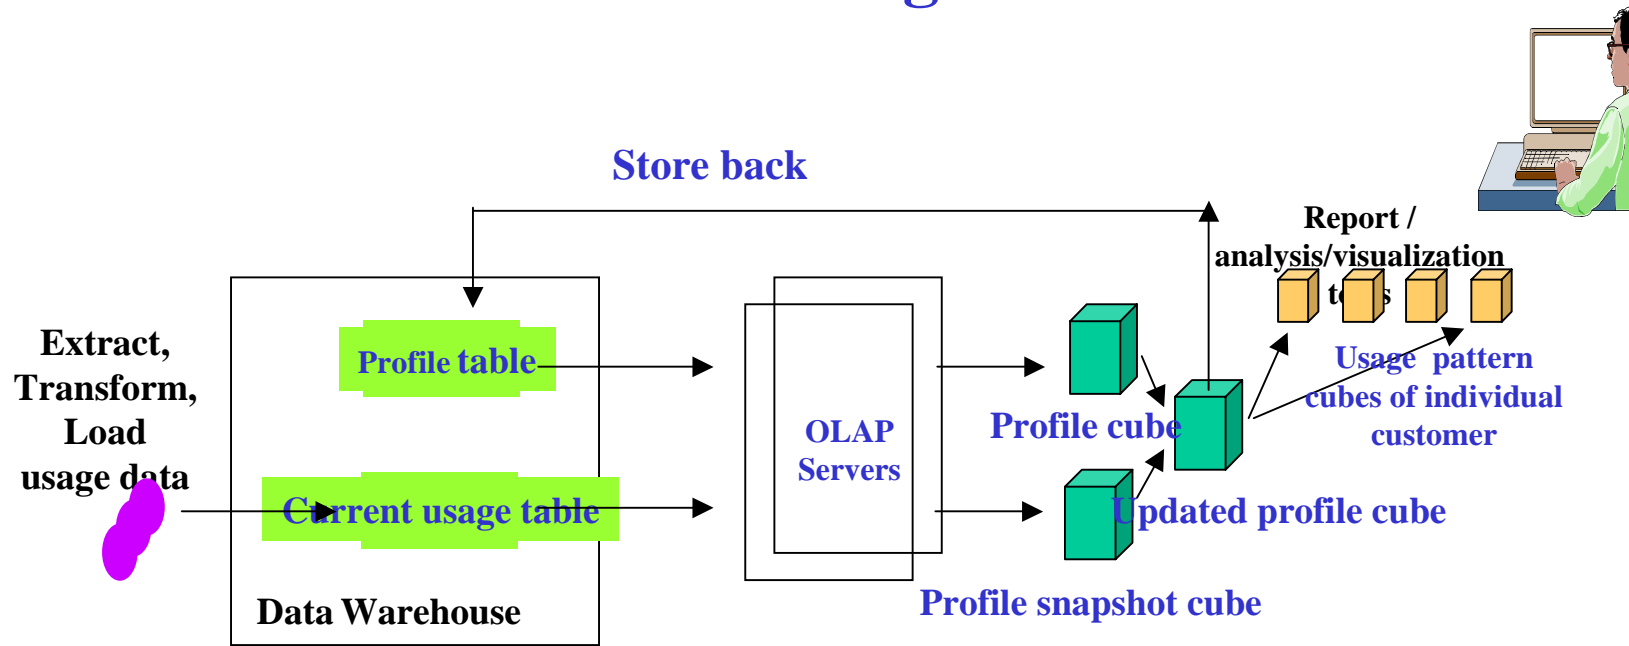 Store back
Report /
analysis/visualization
Extract,
Transform,
Load
usage data
Profile table
OLAP
Servers
Profile cube
Usage pattern
cubes of individual
customer
Current usage table
Updated profile cube
Data Warehouse
Profile snapshot cube